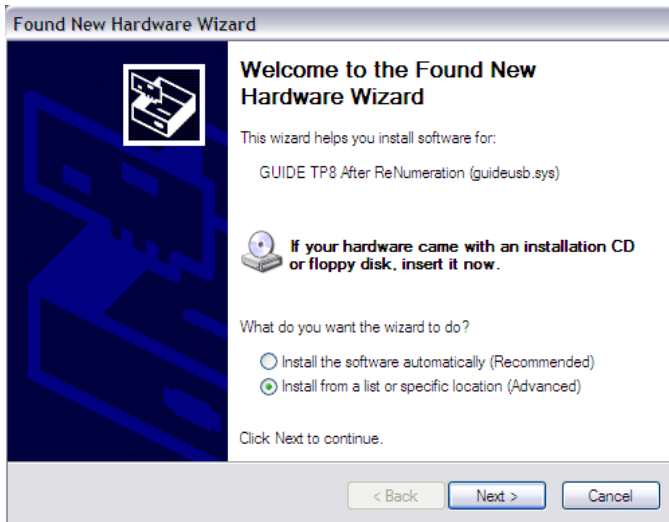 Found New Hardware Wizard
Welcome to the Found New
Hardware Wizard
This wizard helps you install software for:
GUIDE TP8 After ReNumeration (guideusb.sys)
If your hardware came with an installation CD
or floppy disk, insert it now.
What do you want the wizard to do?
Install the software automatically (Recommended)
Install from a list or specific location (Advanced)
Click Next to continue.
< Back Next > Cancel